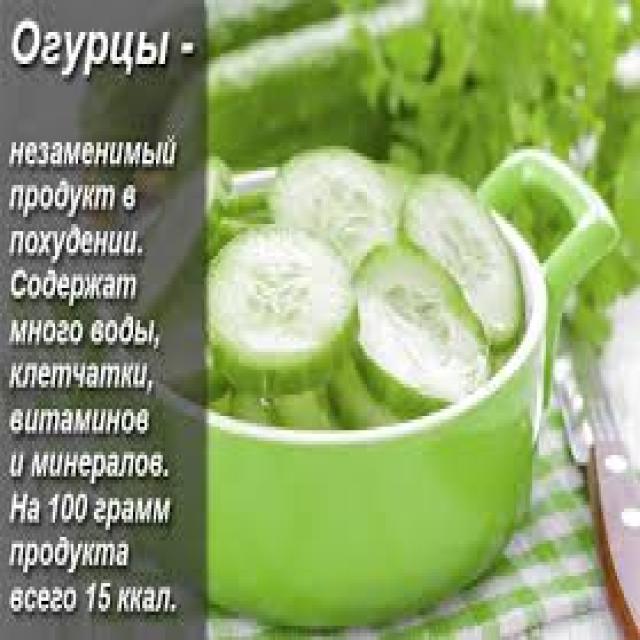 Огурцы -
незаменимый
продукт в
похудении.
Содержат
много воды,
клетчатки,
витаминов
и минералов.
На 100 грамм
продукта
всего 15 ккал.